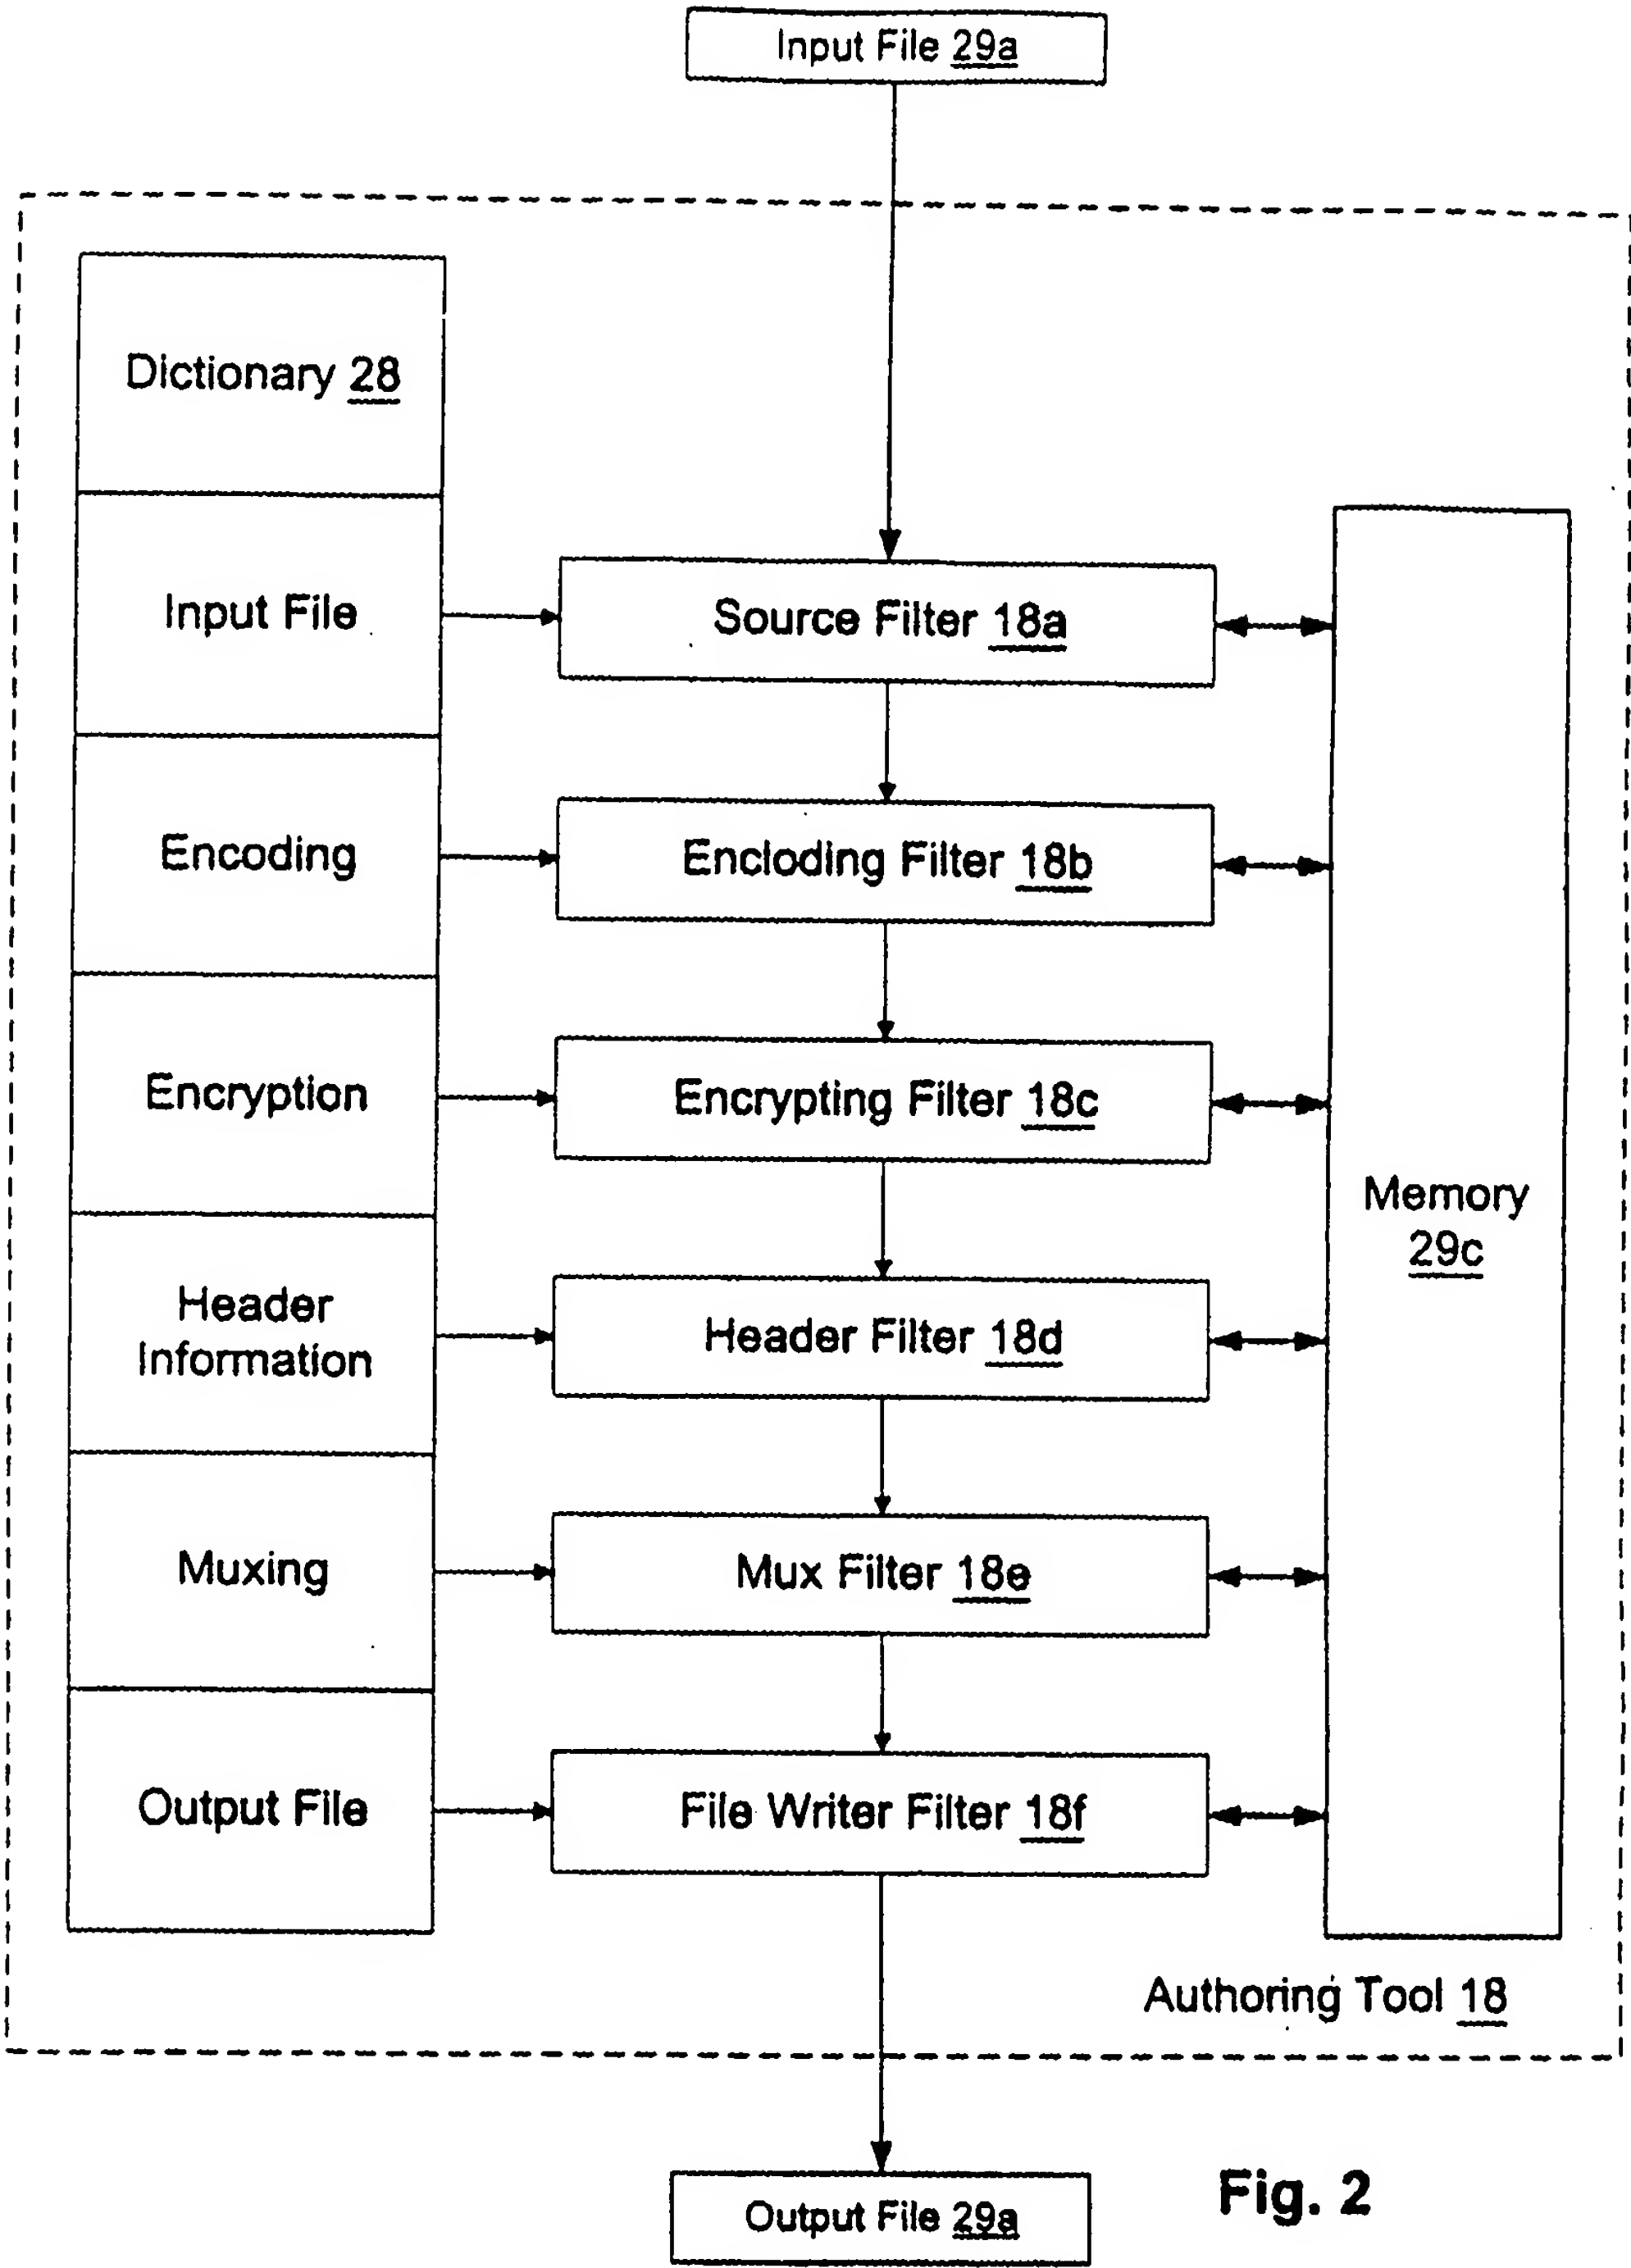 Input File 29a
Dictionary 28
Input File
Source Filter 18a
Encoding
Encloding Filter 18b
Encryption
Encrypting Filter 18c
Memory
29c
Header
Information
Header Filter 18d
Muxing
Mux Filter 18e
Output File
File Writer Filter 18f
Authoring Tool 18
Output File 29a
Fig. 2